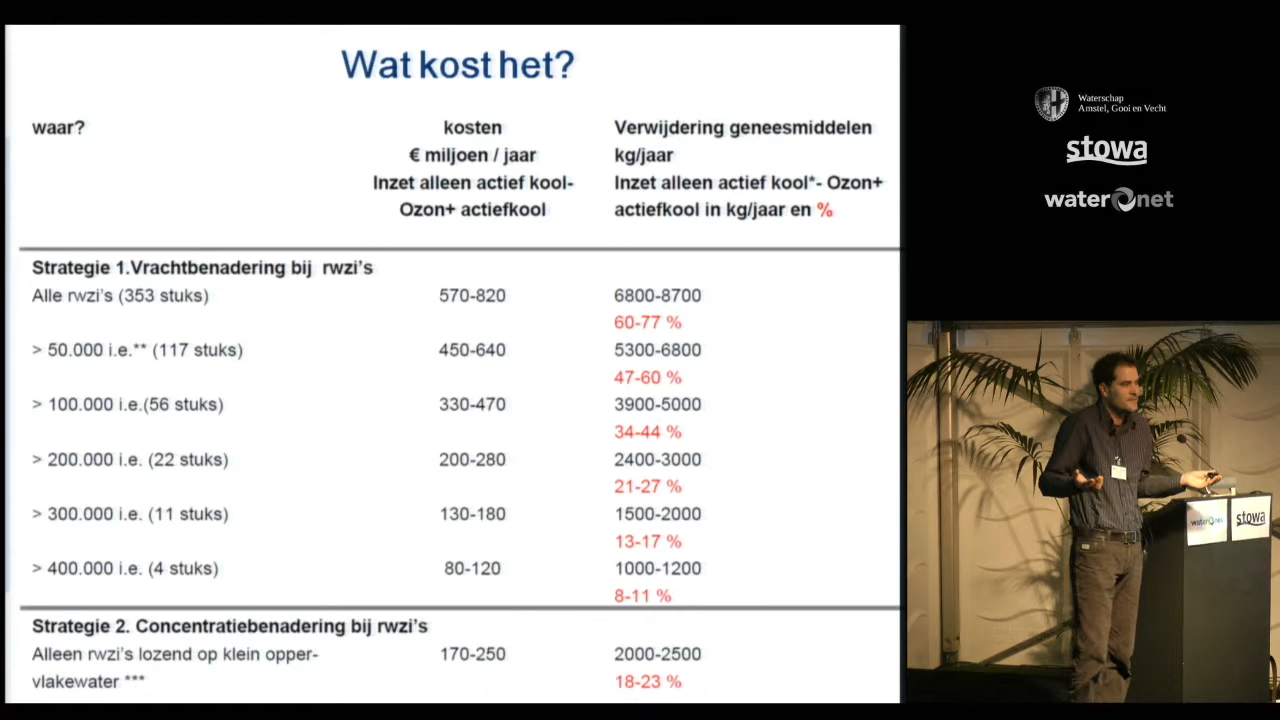 Wat kost het?
waar?
kosten
€ miljoen / jaar
Inzet alleen actief kool-
Ozon+ actiefkool
Verwijdering geneesmiddelen
kg/jaar
Inzet alleen actief kool*- Ozon+
actiefkool in kg/jaar en %
Strategie 1.Vrachtbenadering bij rwzi's
Alle rwzi's (353 stuks) 570-820 6800-8700
60-77 %
> 50.000 i.e.** (117 stuks) 450-640 5300-6800
47-60 %
> 100.000 i.e.(56 stuks) 330-470 3900-5000
34-44 %
> 200.000 i.e. (22 stuks) 200-280 2400-3000
21-27 %
> 300.000 i.e. (11 stuks) 130-180 1500-2000
13-17 %
> 400.000 i.e. (4 stuks) 80-120 1000-1200
8-11 %
Strategie 2. Concentratiebenadering bij rwzi's
Alleen rwzi's lozend op klein opper- 170-250 2000-2500
vlakewater *** 18-23 %
Waterschap
Amstel, Gooi en Vecht
stowa
waternet
waternet
stowa